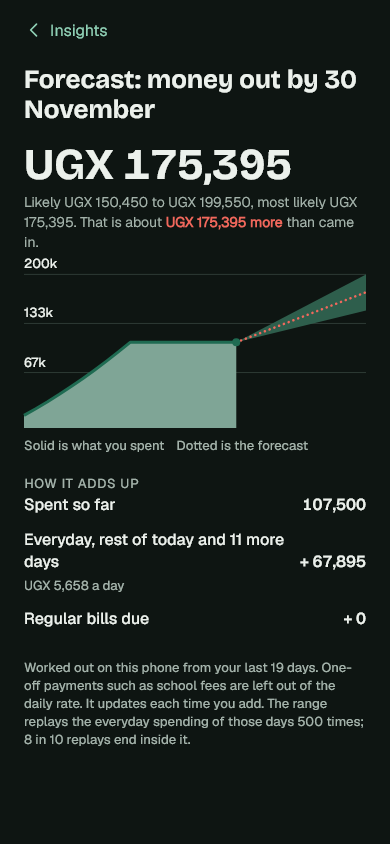 Insights
Forecast: money out by 30
November
UGX 175,395
Likely UGX 150,450 to UGX 199,550, most likely UGX
175,395. That is about UGX 175,395 more than came
in.
200k
133k
67k
Solid is what you spent Dotted is the forecast
HOW IT ADDS UP
Spent so far 107,500
Everyday, rest of today and 11 more
days + 67,895
UGX 5,658 a day
Regular bills due + 0
Worked out on this phone from your last 19 days. One-
off payments such as school fees are left out of the
daily rate. It updates each time you add. The range
replays the everyday spending of those days 500 times;
8 in 10 replays end inside it.